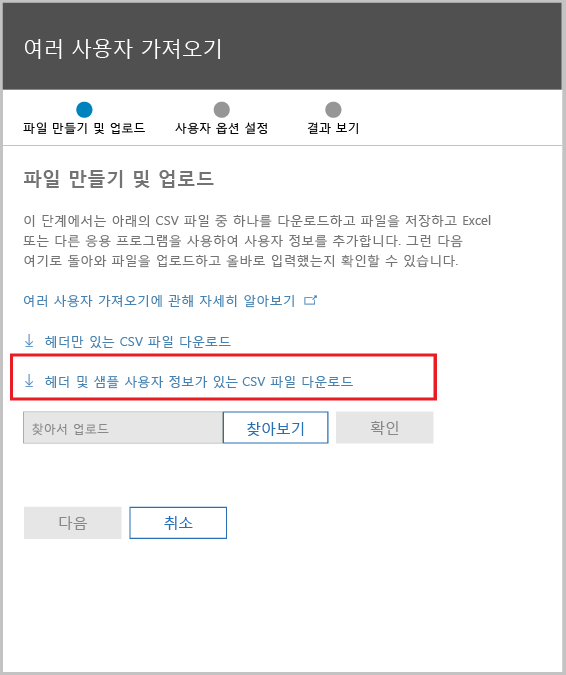 여러 사용자 가져오기
파일 만들기 및 업로드
사용자 옵션 설정
결과 보기
파일 만들기 및 업로드
이 단계에서는 아래의 CSV 파일 중 하나를 다운로드하고 파일을 저장하고 Excel
또는 다른 응용 프로그램을 사용하여 사용자 정보를 추가합니다. 그런 다음
여기로 돌아와 파일을 업로드하고 올바로 입력했는지 확인할 수 있습니다.
여러 사용자 가져오기에 관해 자세히 알아보기
헤더만 있는 CSV 파일 다운로드
헤더 및 샘플 사용자 정보가 있는 CSV 파일 다운로드
찾아서 업로드
찾아보기
확인
다음
취소